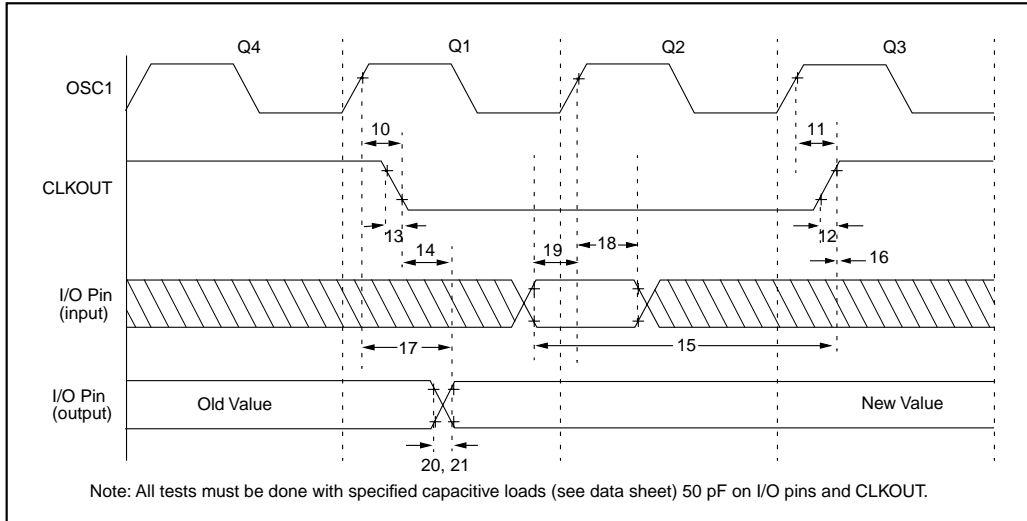 Q4 Q1 Q2 Q3
OSC1
10 11
CLKOUT
13 12
14 18
19 16
I/O Pin
(input)
17 15
I/O Pin
(output)
Old Value New Value
20, 21
Note: All tests must be done with specified capacitive loads (see data sheet) 50 pF on I/O pins and CLKOUT.